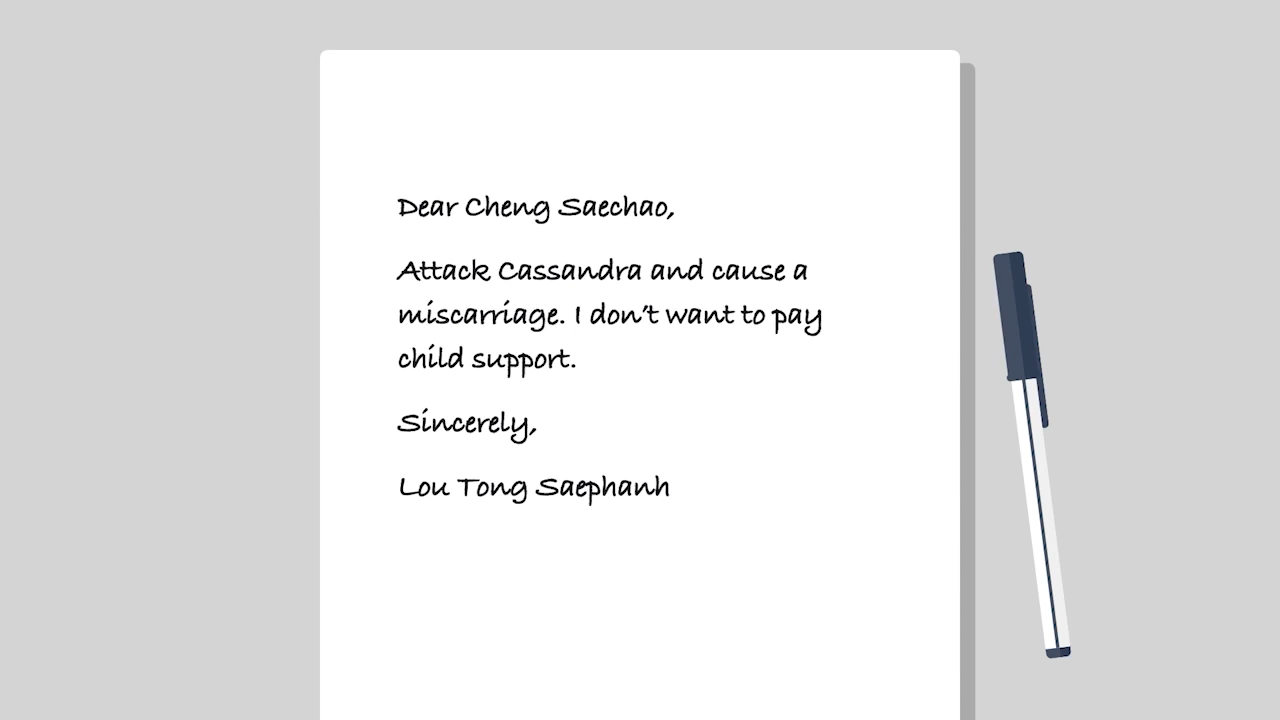 Dear Cheng Saechao,
Attack Cassandra and cause a
miscarriage. I don't want to pay
child support.
Sincerely,
Lou Tong Saephanh